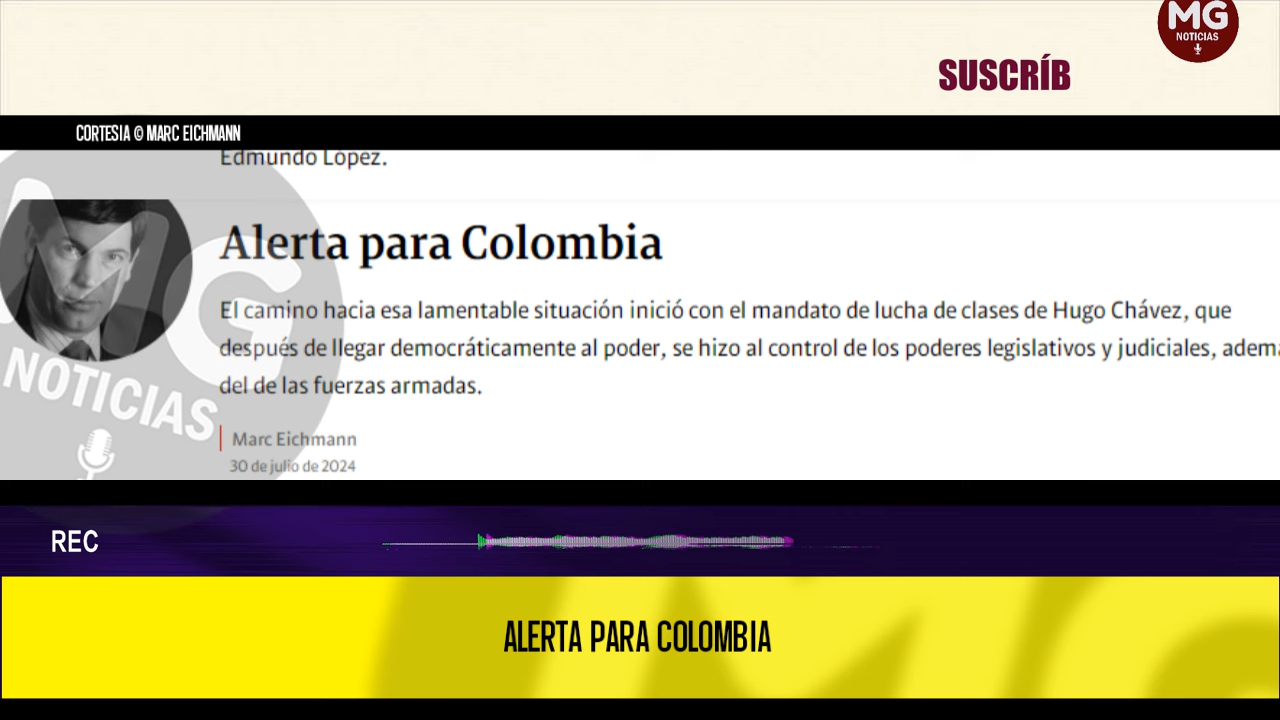 MG
NOTICIAS
SUSCRÍB
CORTESIA © MARC EICHMANN
Edmundo López.
Alerta para Colombia
El camino hacia esa lamentable situación inició con el mandato de lucha de clases de Hugo Chávez, que
después de llegar democráticamente al poder, se hizo al control de los poderes legislativos y judiciales, ademá
del de las fuerzas armadas.
MG
NOTICIAS
Marc Eichmann
30 de julio de 2024
REC
ALERTA PARA COLOMBIA